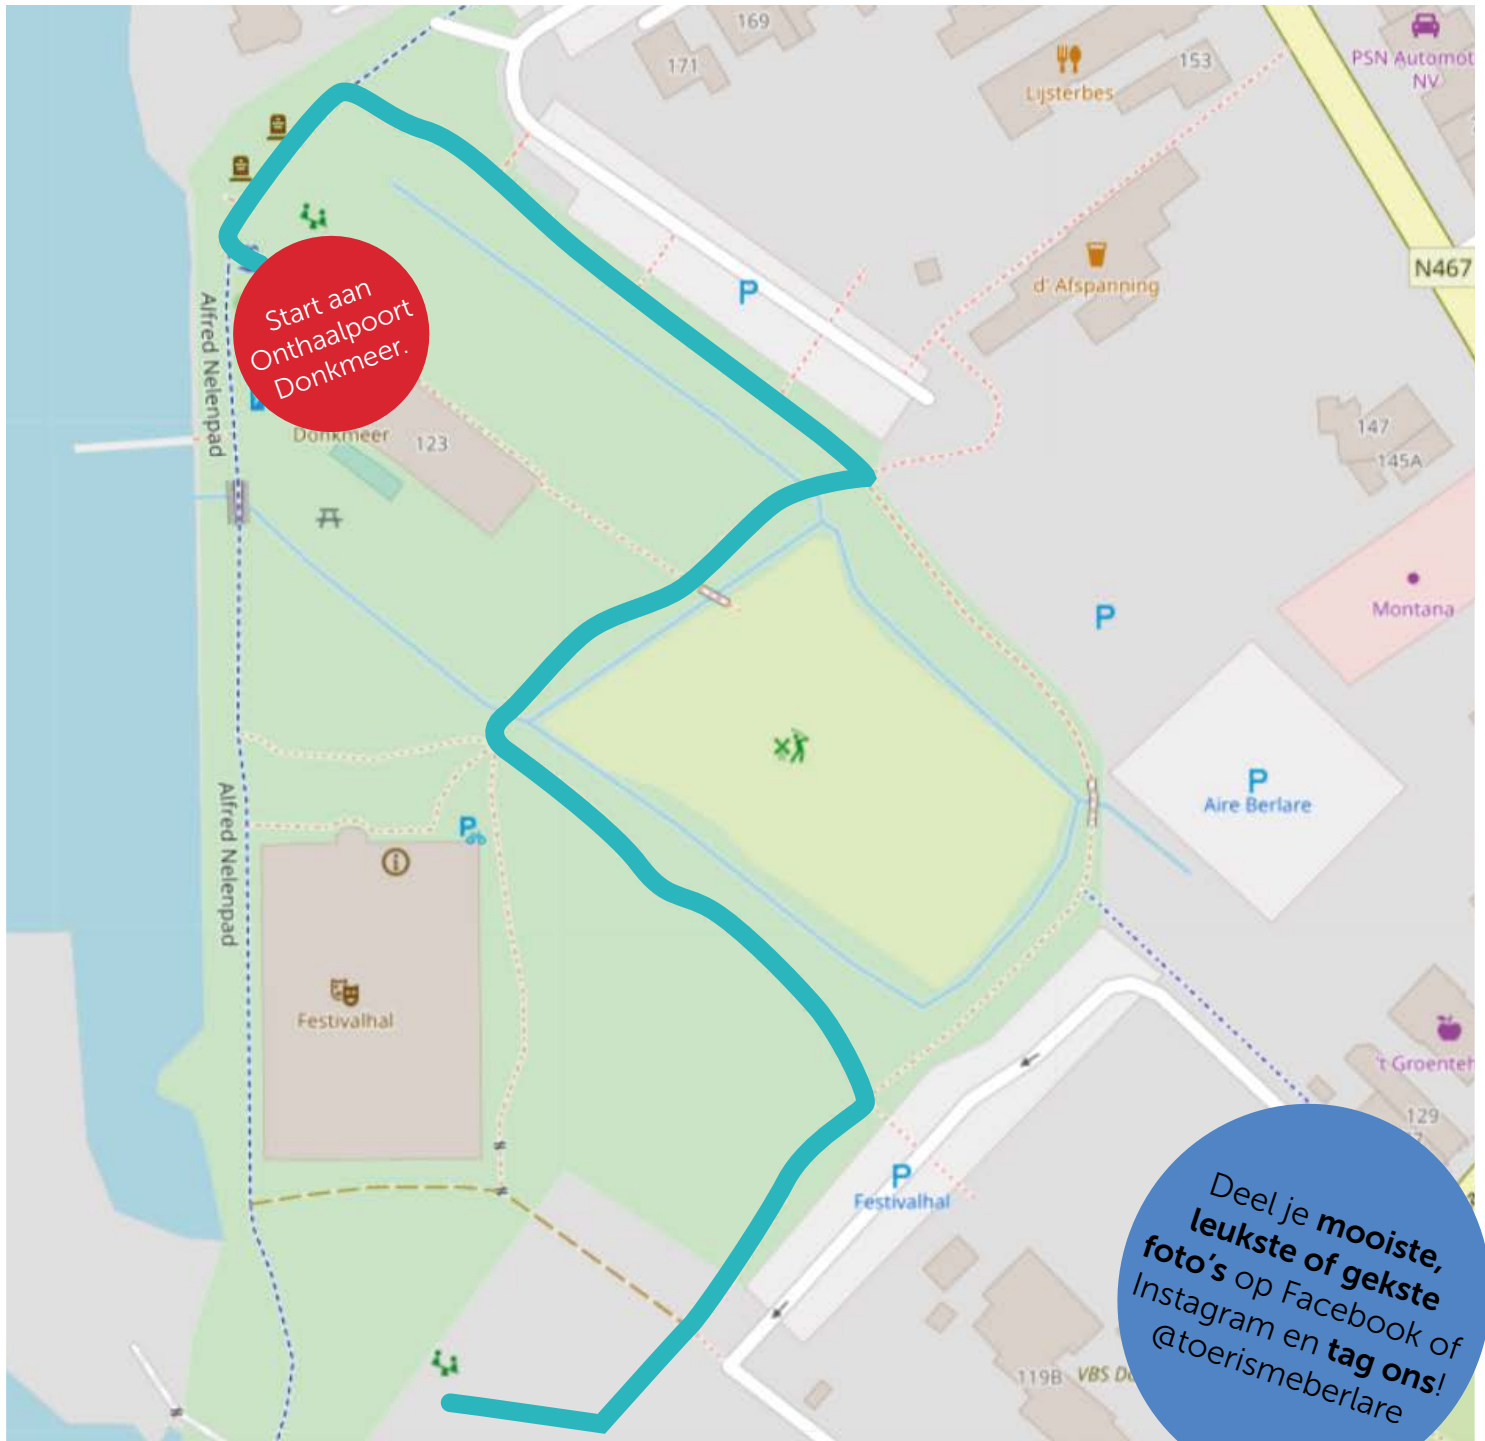 169
171
153
Lijsterbes
PSN Automot
NV
N467
d' Afspanning
P
Start aan
Onthaalpoort
Donkmeer.
Alfred Nelenpad
Donkmeer
123
147
145A
P
Montana
P
Aire Berlare
P
Alfred Nelenpad
Festivalhal
't Groenteh
129
P
Festivalhal
119B
VBS Do
Deel je mooiste,
leukste of gekste
foto's op Facebook of
Instagram en tag ons!
@toerismeberlare